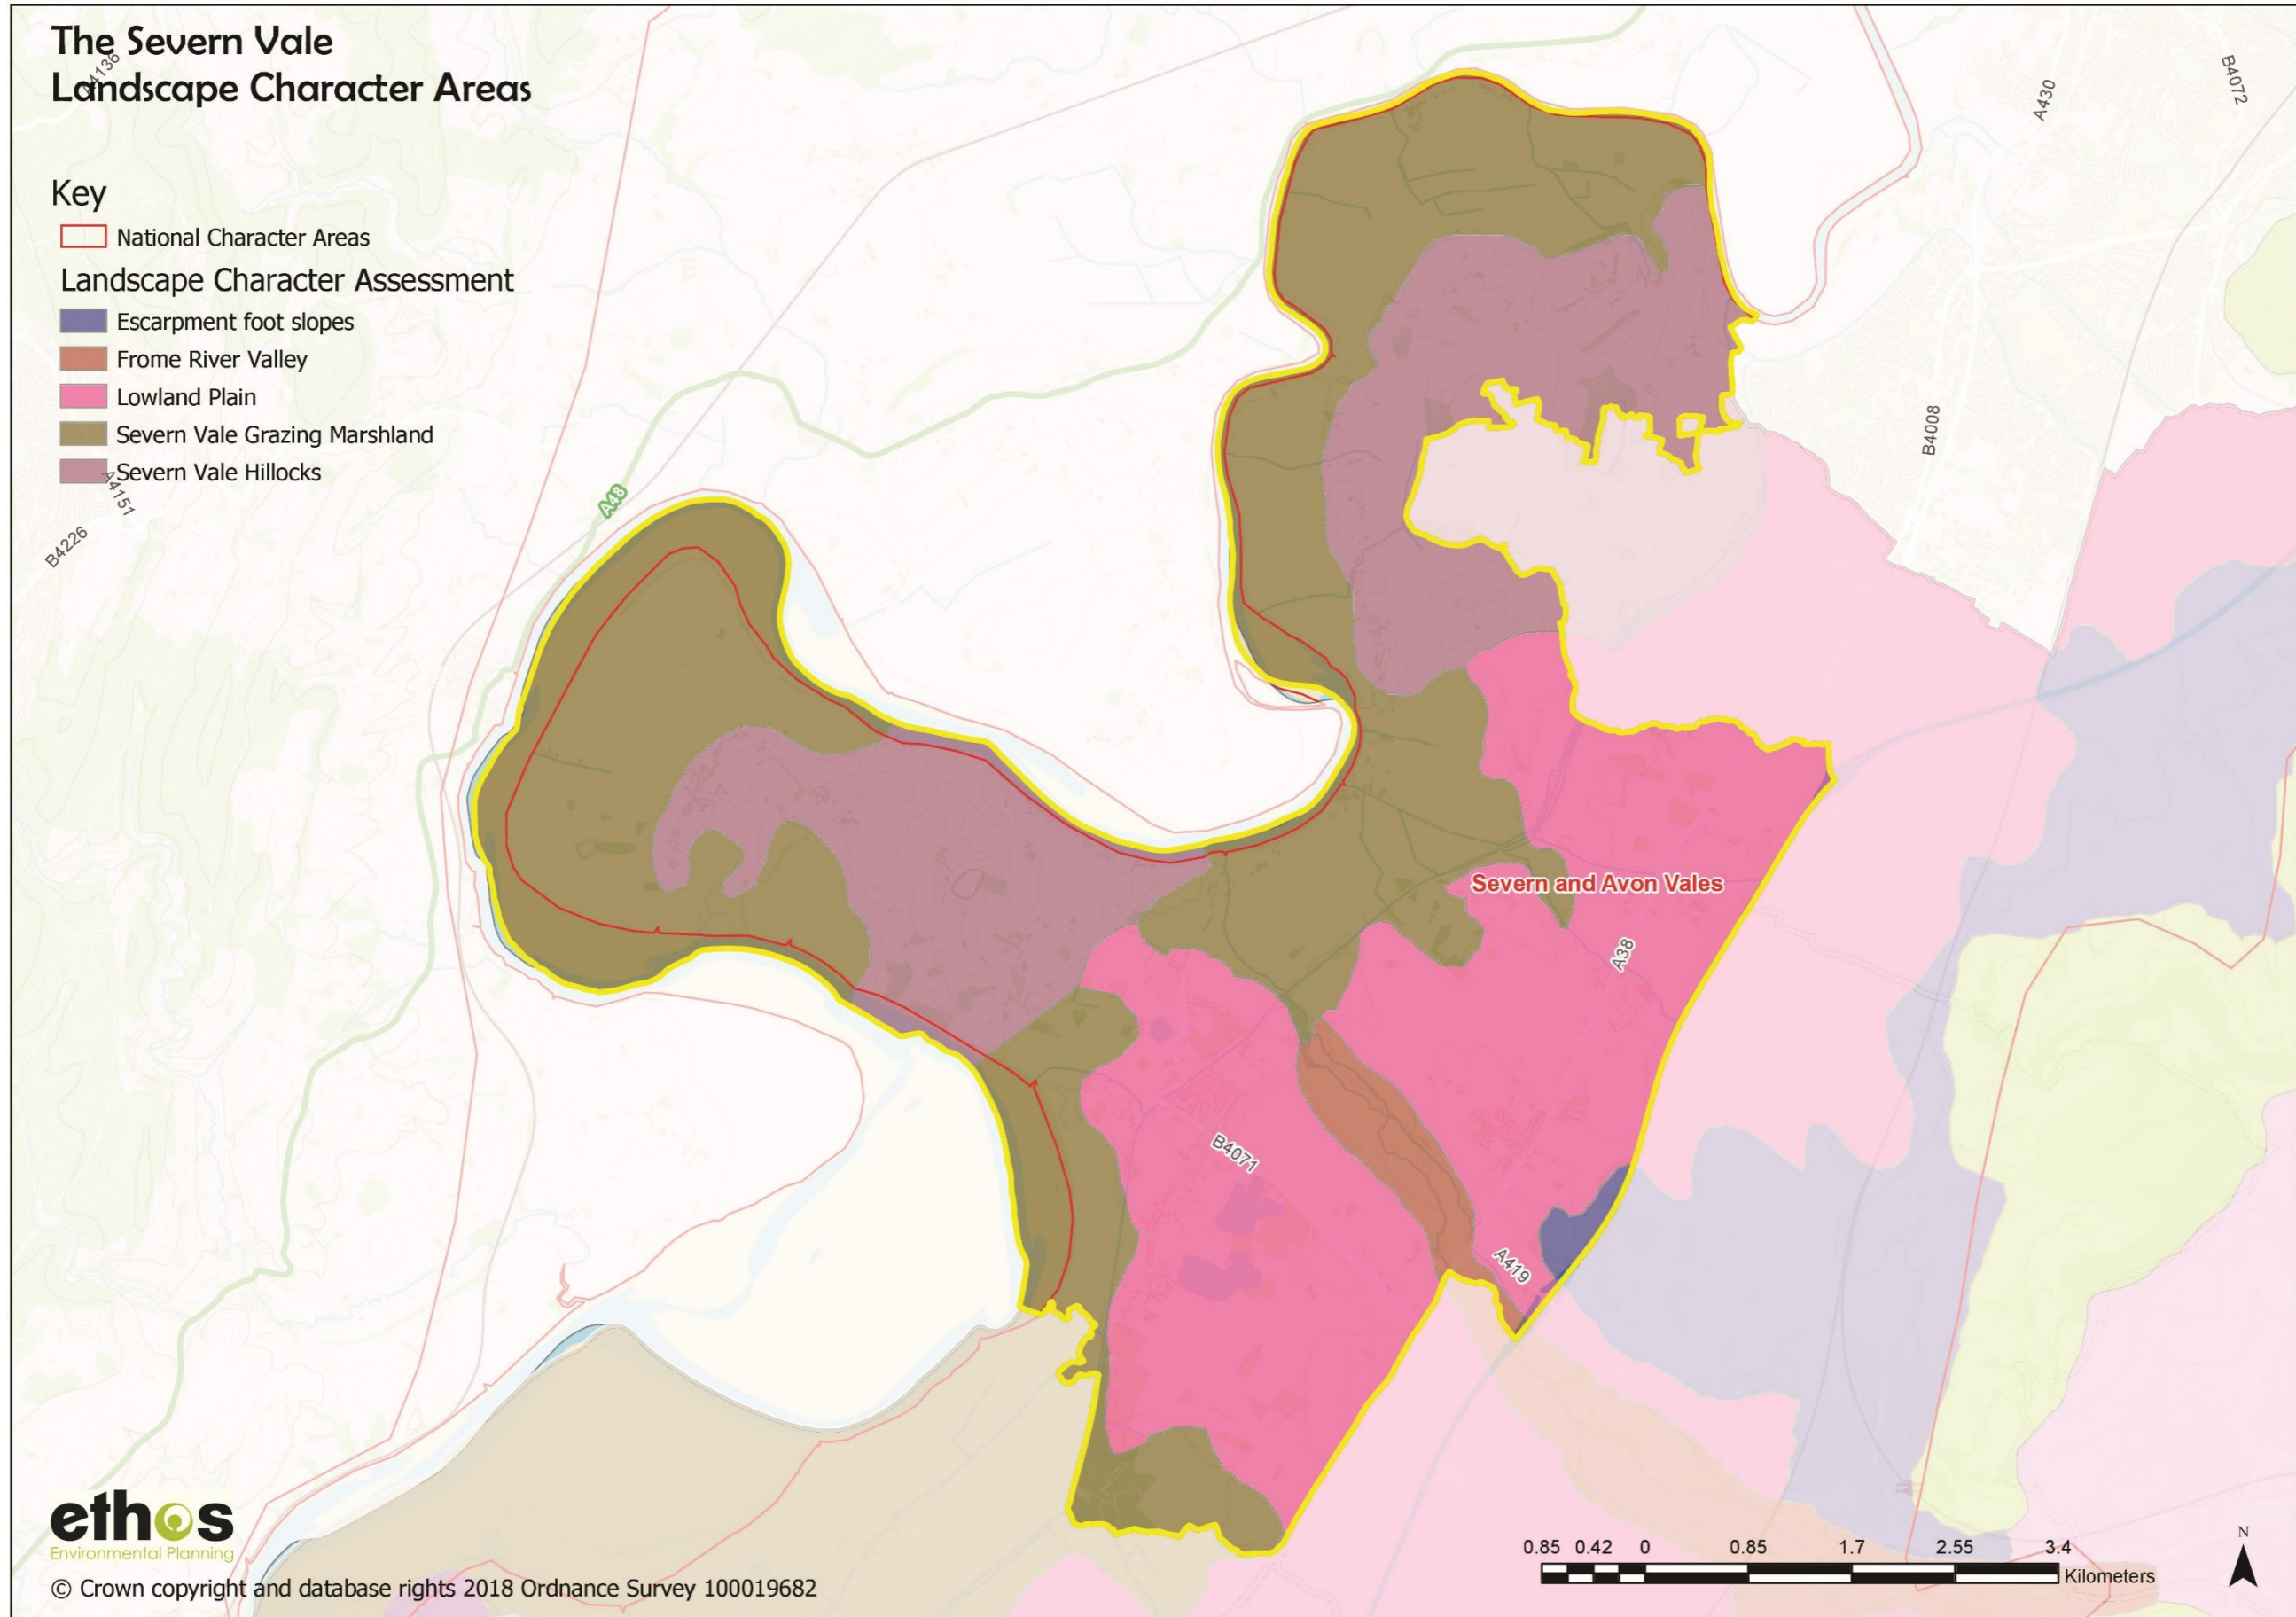 The Severn Vale
Landscape Character Areas
Key
National Character Areas
Landscape Character Assessment
Escarpment foot slopes
Frome River Valley
Lowland Plain
Severn Vale Grazing Marshland
Severn Vale Hillocks
A4136
A4151
B4226
A48
A430
B4072
B4008
Severn and Avon Vales
A38
B4071
A419
ethos
Environmental Planning
© Crown copyright and database rights 2018 Ordnance Survey 100019682
0.85 0.42 0 0.85 1.7 2.55 3.4
Kilometers
N